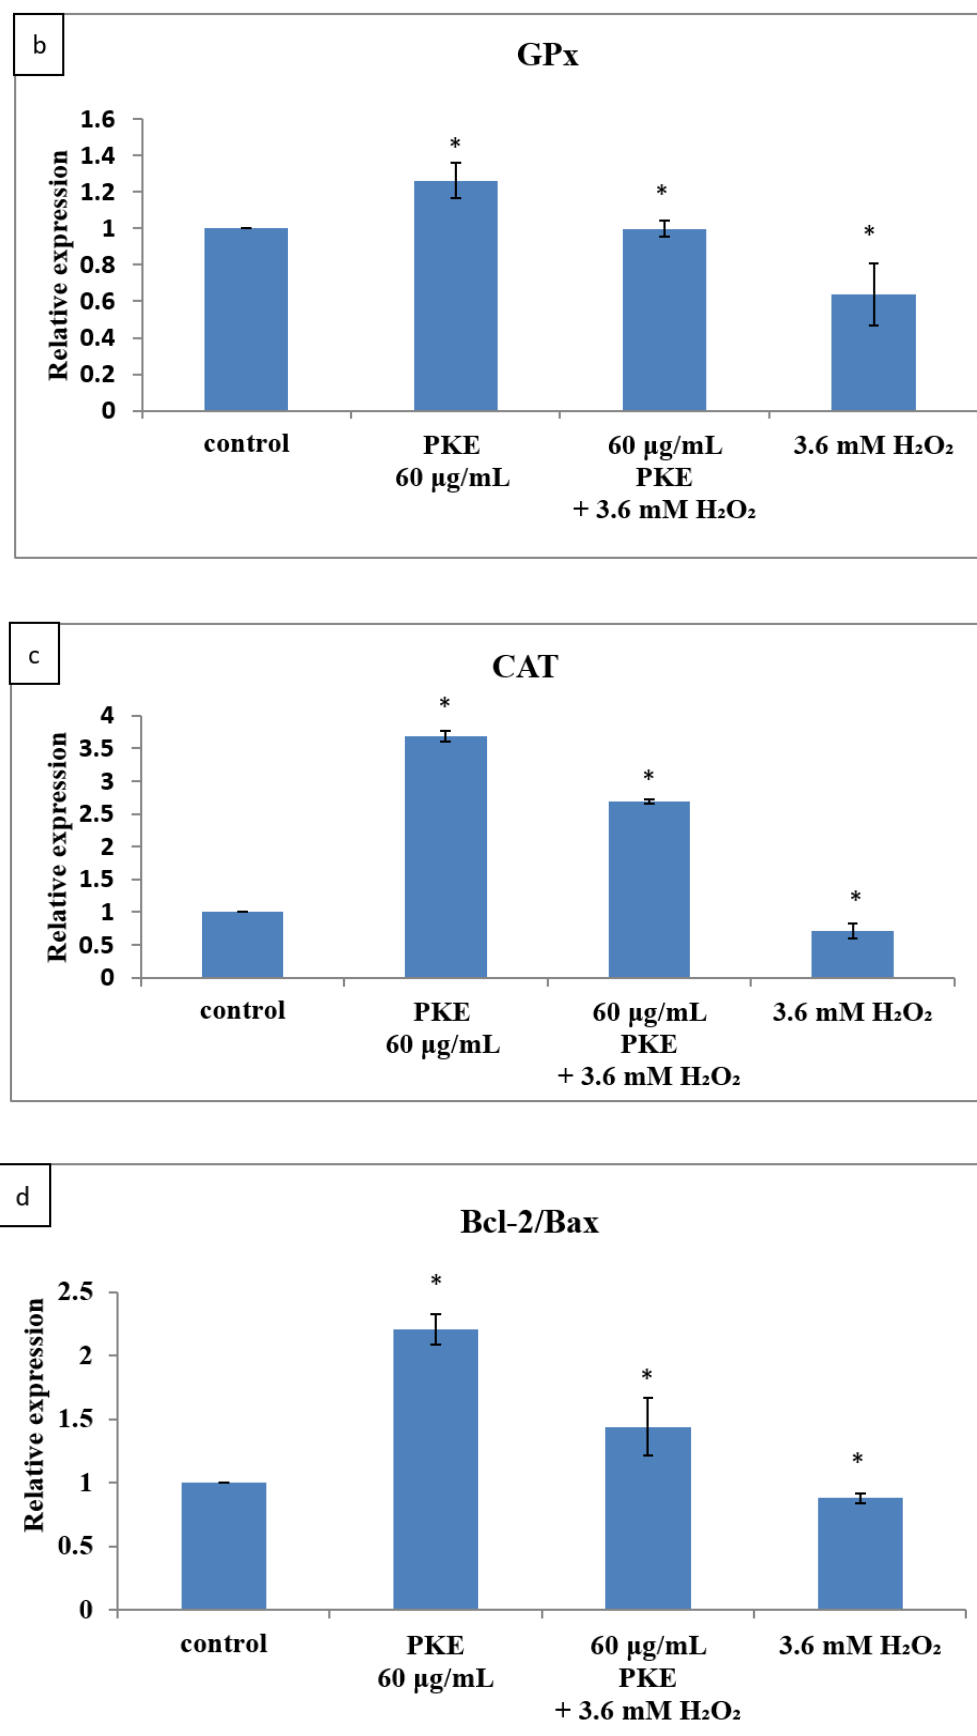 b
GPx
*
*
*
Relative expression
1.6
1.4
1.2
1
0.8
0.6
0.4
0.2
0
control
PKE
60 µg/mL
60 µg/mL
PKE
+ 3.6 mM H₂O₂
3.6 mM H₂O₂
c
CAT
*
*
*
Relative expression
4
3.5
3
2.5
2
1.5
1
0.5
0
control
PKE
60 µg/mL
60 µg/mL
PKE
+ 3.6 mM H₂O₂
3.6 mM H₂O₂
d
Bcl-2/Bax
*
*
*
Relative expression
2.5
2
1.5
1
0.5
0
control
PKE
60 µg/mL
60 µg/mL
PKE
+ 3.6 mM H₂O₂
3.6 mM H₂O₂